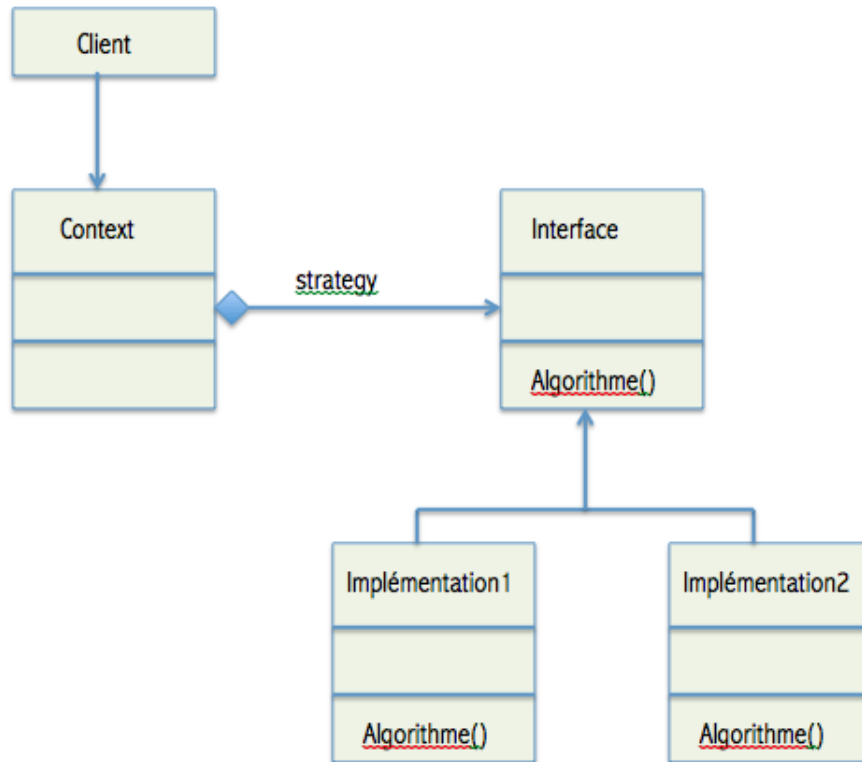 Client
Context
strategy
Interface
Algorithme()
Implémentation1
Implémentation2
Algorithme()
Algorithme()